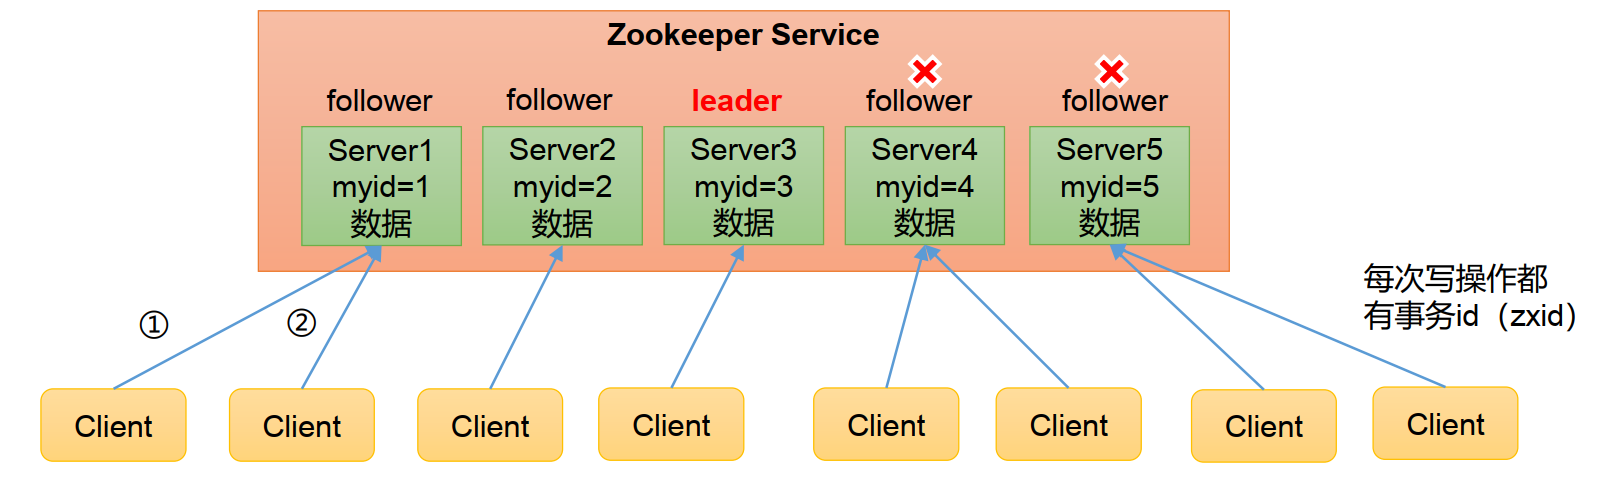 Zookeeper Service
follower
follower
leader
follower
follower
Server1
myid=1
数据
Server2
myid=2
数据
Server3
myid=3
数据
Server4
myid=4
数据
Server5
myid=5
数据
每次写操作都
有事务id（zxid）
①
②
Client
Client
Client
Client
Client
Client
Client
Client